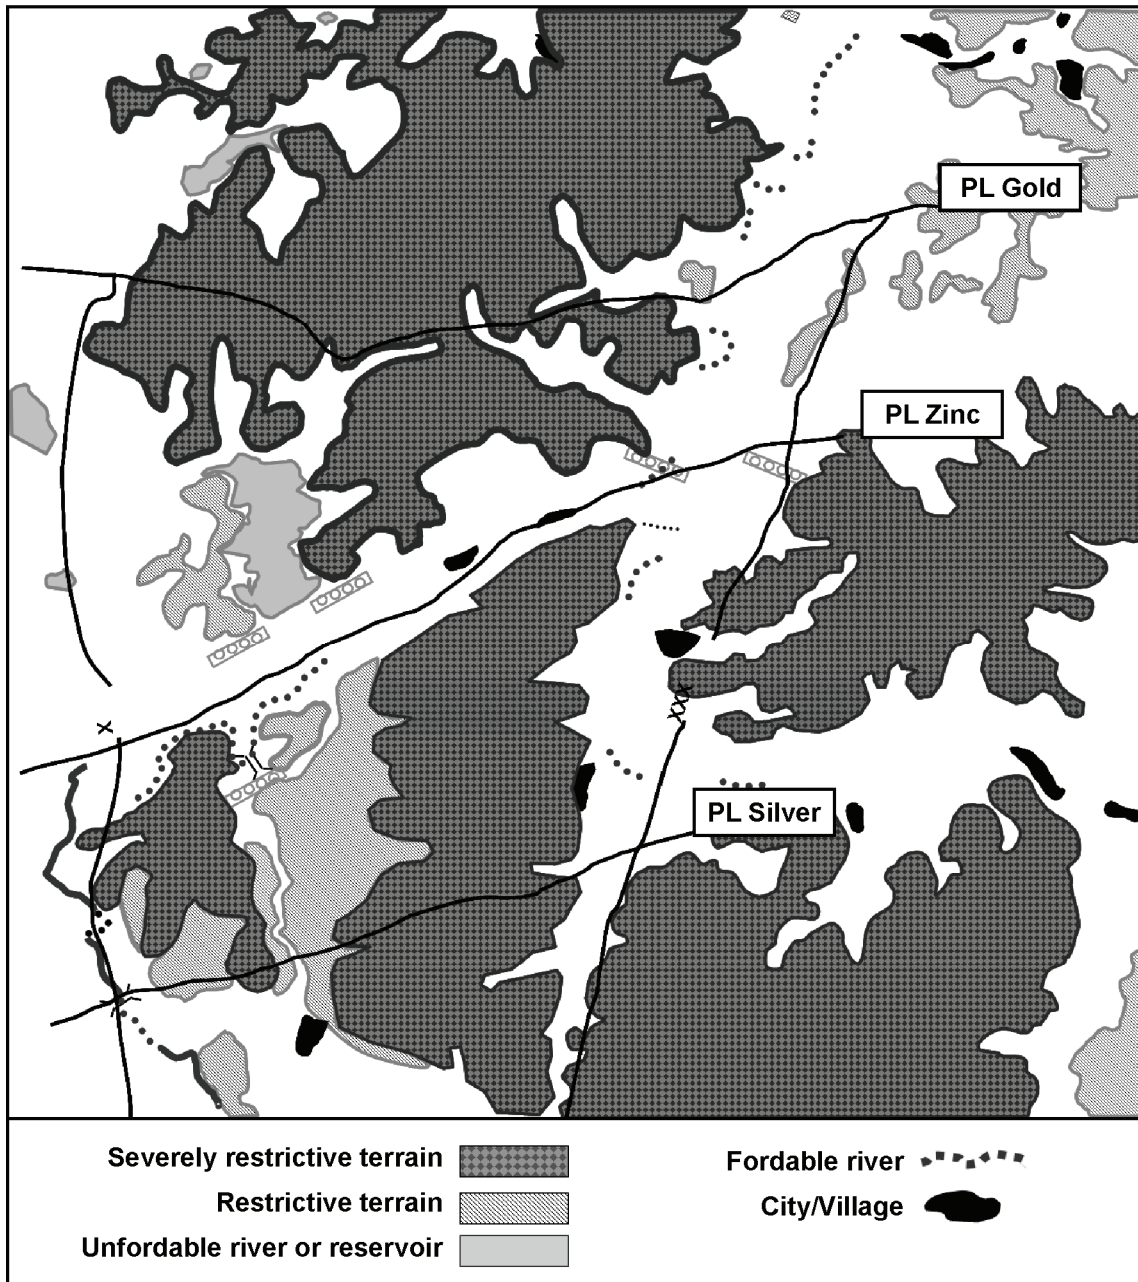 PL Gold
PL Zinc
XXX
X
PL Silver
Severely restrictive terrain
Restrictive terrain
Unfordable river or reservoir
Fordable river
City/Village